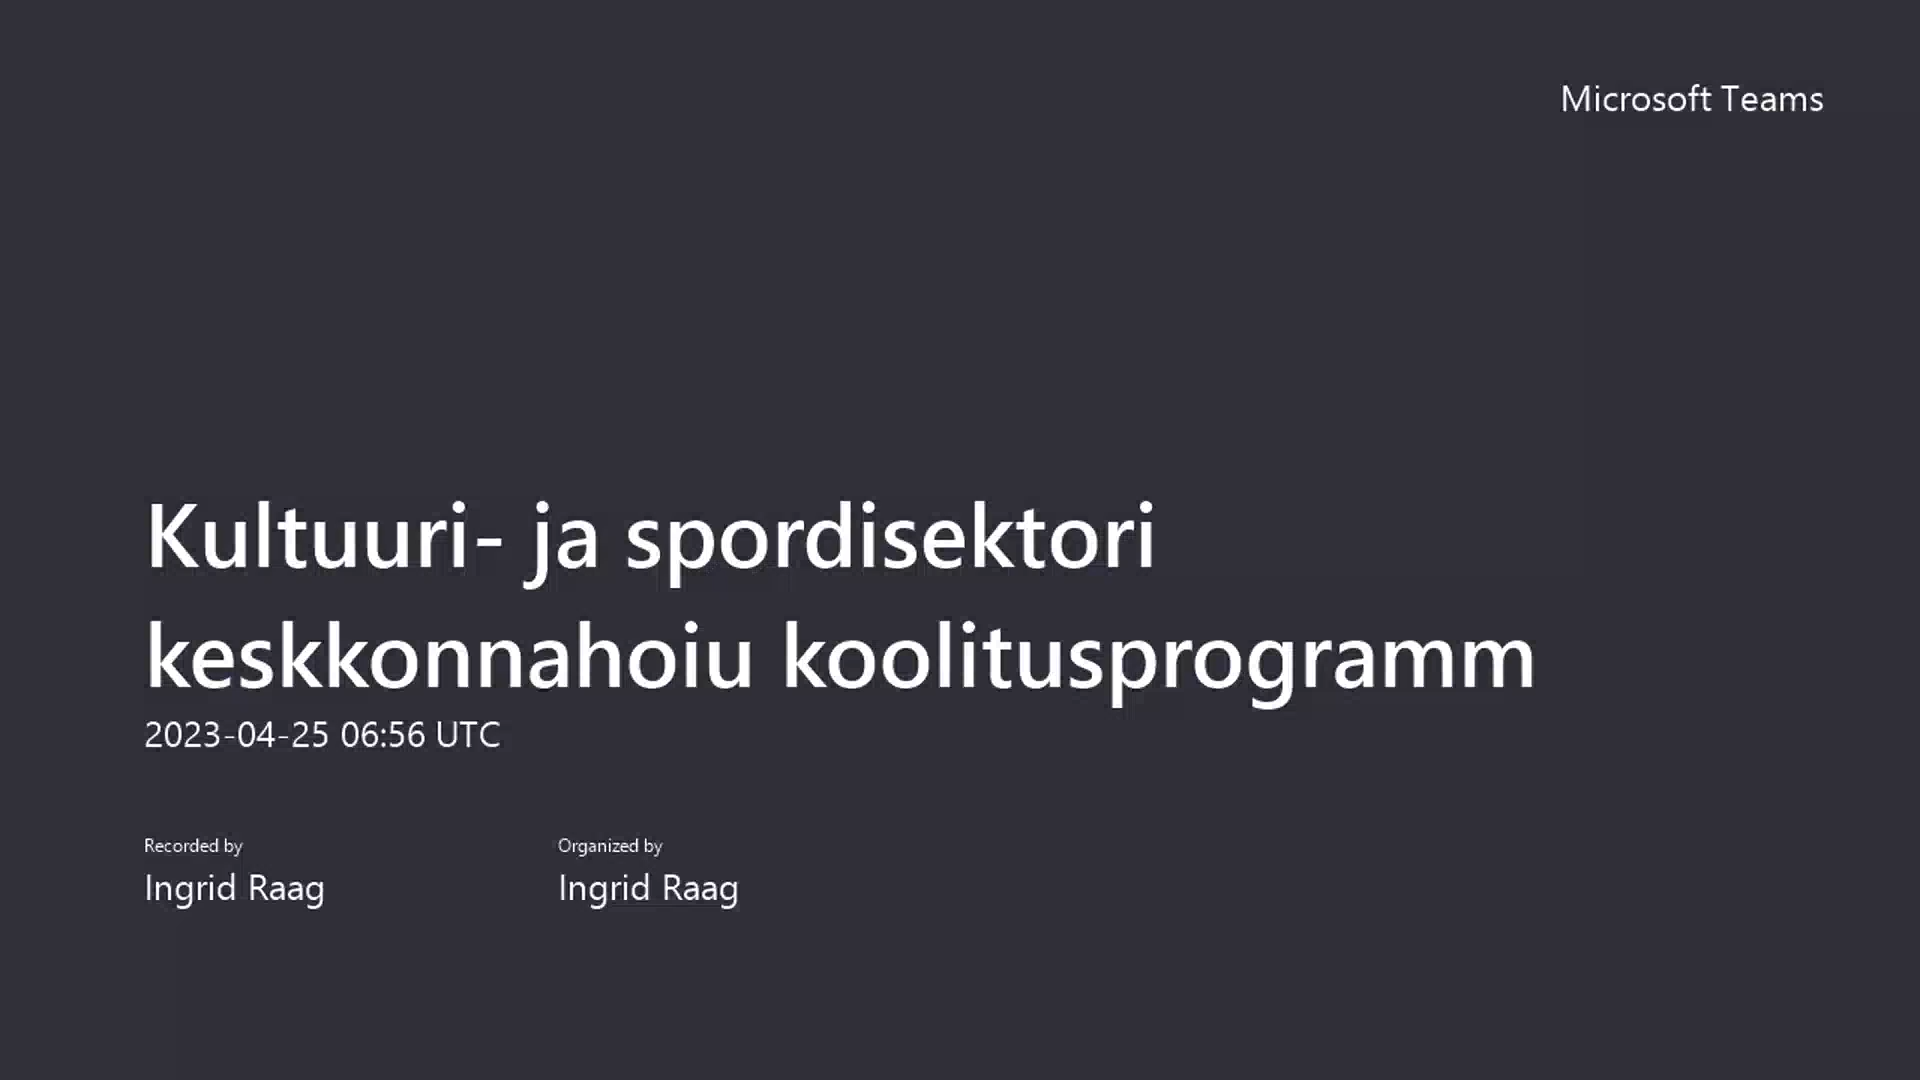 Microsoft Teams
Kultuuri- ja spordisektori
keskkonnahoiu koolitusprogramm
2023-04-25 06:56 UTC
Recorded by
Ingrid Raag
Organized by
Ingrid Raag